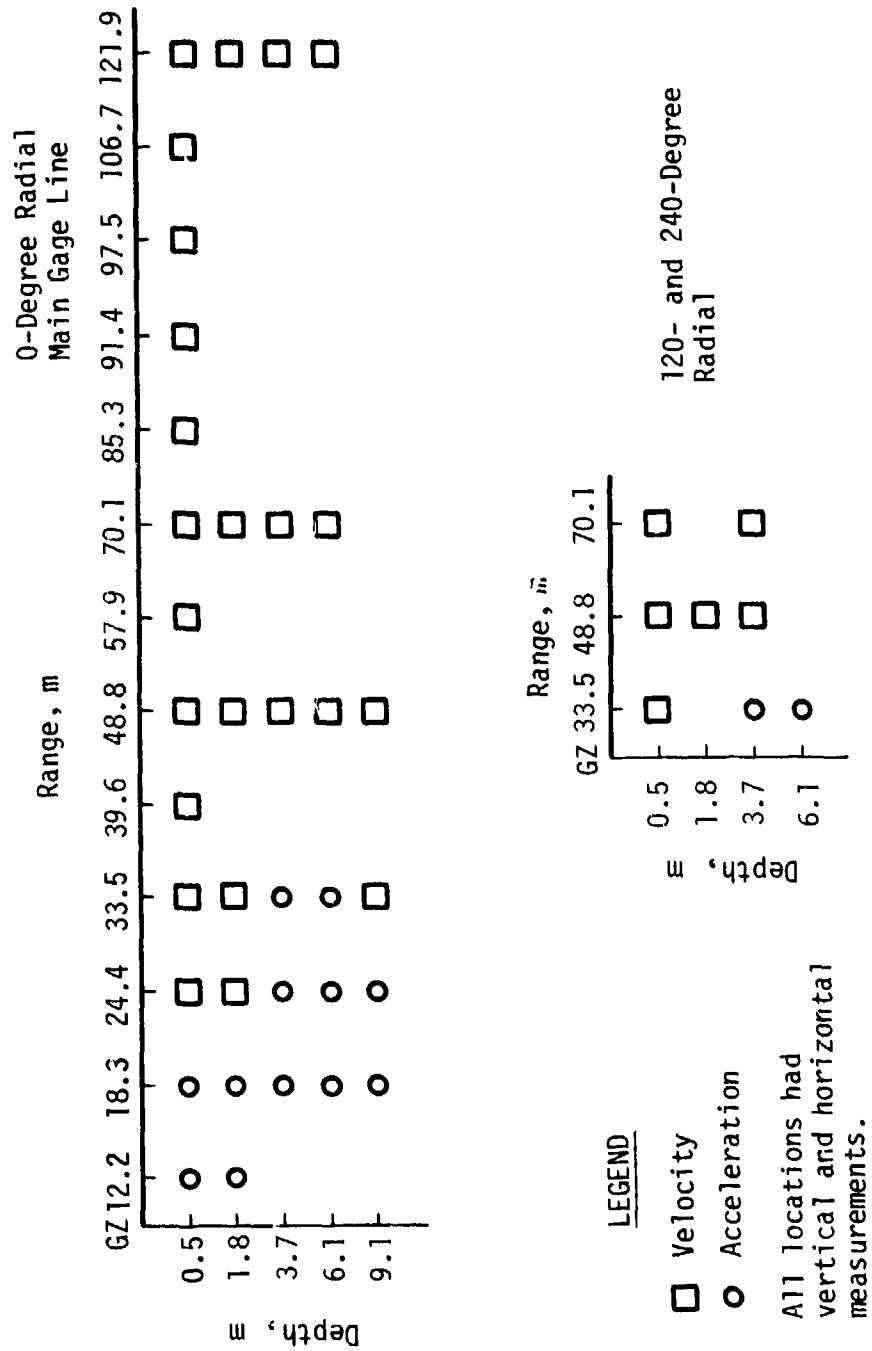 0-Degree Radial
Main Gage Line
Range, m
GZ 12.2 18.3 24.4 33.5 39.6 48.8 57.9 70.1 85.3 91.4 97.5 106.7 121.9
Depth, m
0.5
1.8
3.7
6.1
9.1
120- and 240-Degree
Radial
Range, m
GZ 33.5 48.8 70.1
Depth, m
0.5
1.8
3.7
6.1
LEGEND
Velocity
Acceleration
All locations had
vertical and horizontal
measurements.